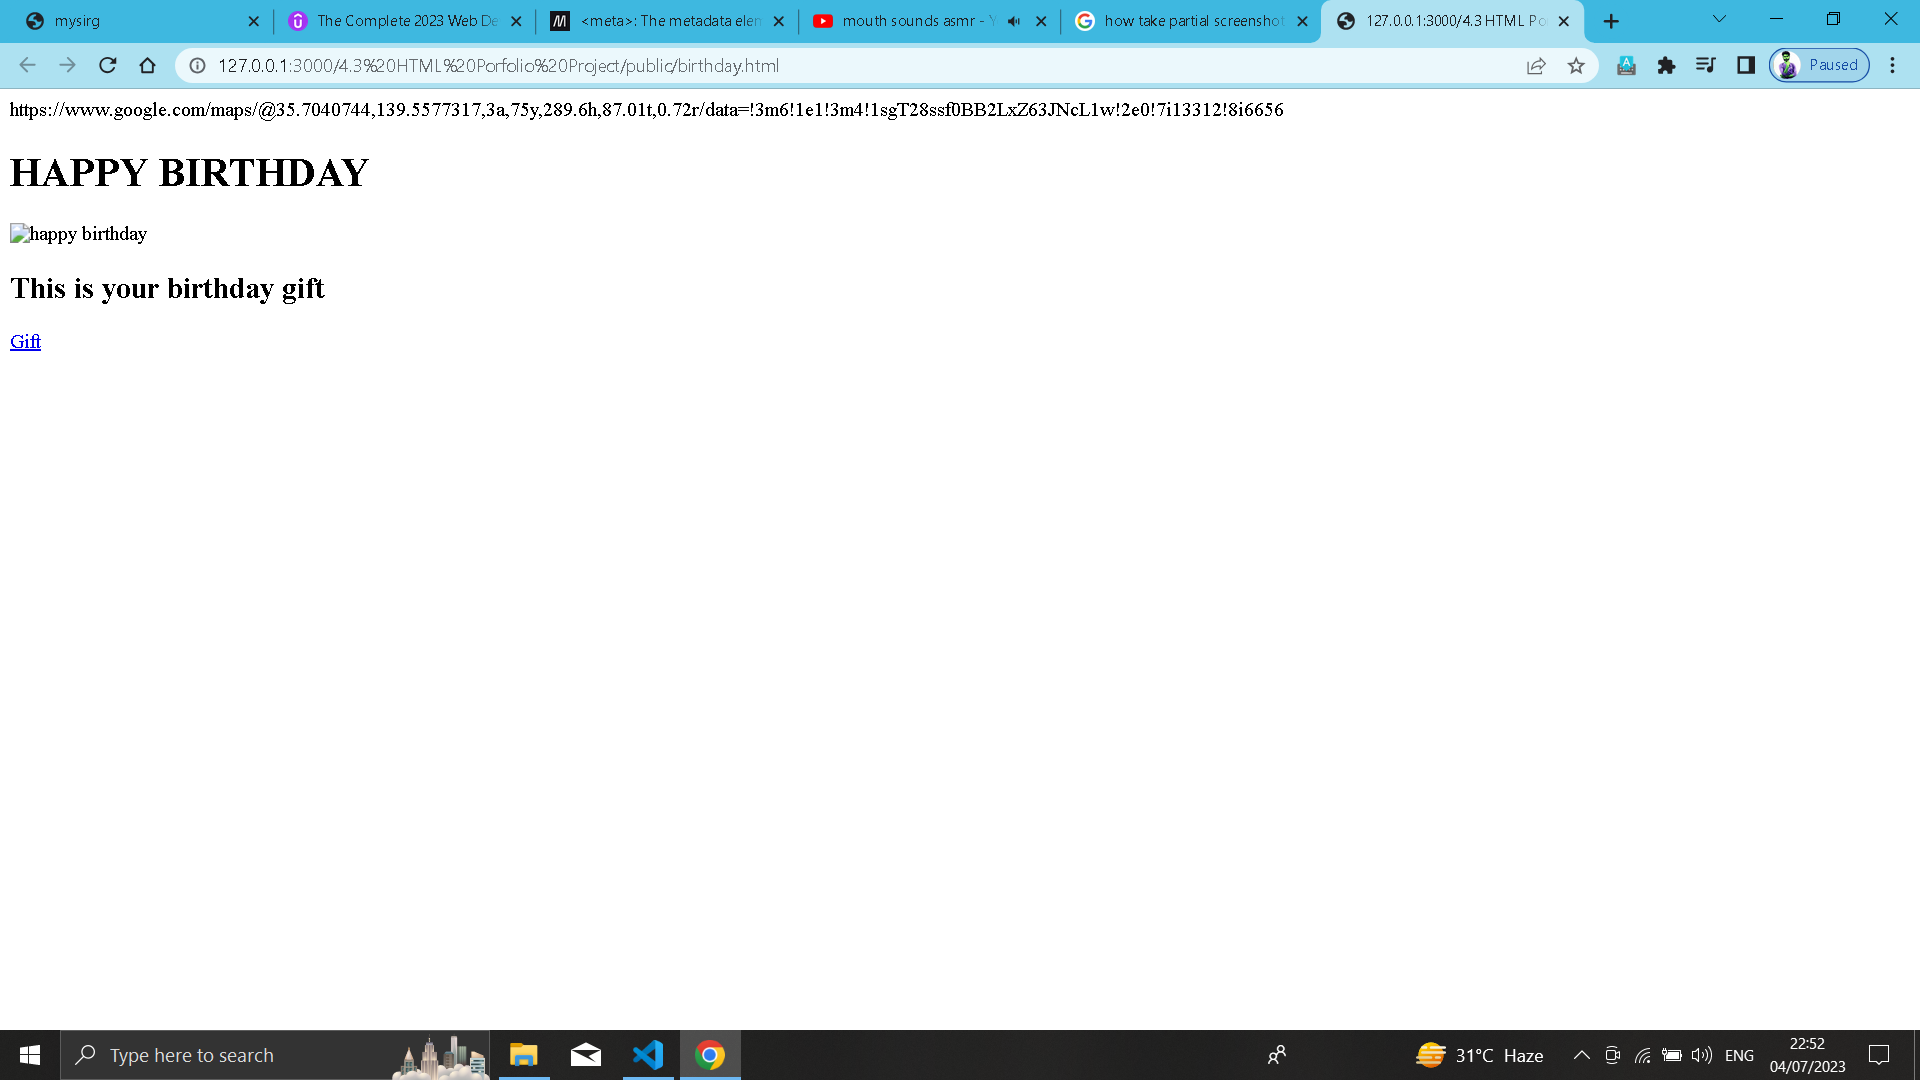 mysirg
The Complete 2023 Web De
<meta>: The metadata elem
mouth sounds asmr - Y
how take partial screenshot
127.0.0.1:3000/4.3 HTML Po
127.0.0.1:3000/4.3%20HTML%20Porfolio%20Project/public/birthday.html
Paused
https://www.google.com/maps/@35.7040744,139.5577317,3a,75y,289.6h,87.01t,0.72r/data=!3m6!1e1!3m4!1sgT28ssf0BB2LxZ63JNcL1w!2e0!7i13312!8i6656
HAPPY BIRTHDAY
happy birthday
This is your birthday gift
Gift
Type here to search
31°C Haze
ENG
22:52
04/07/2023